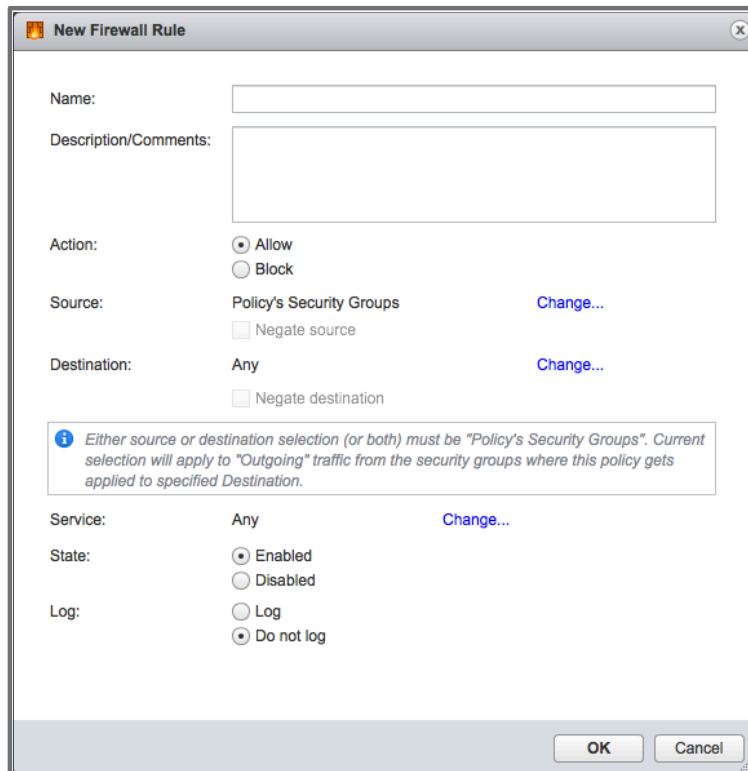 New Firewall Rule
Name:
Description/Comments:
Action: Allow
Block
Source: Policy's Security Groups Change...
Negate source
Destination: Any Change...
Negate destination
Either source or destination selection (or both) must be "Policy's Security Groups". Current
selection will apply to "Outgoing" traffic from the security groups where this policy gets
applied to specified Destination.
Service: Any Change...
State: Enabled
Disabled
Log: Log
Do not log
OK Cancel